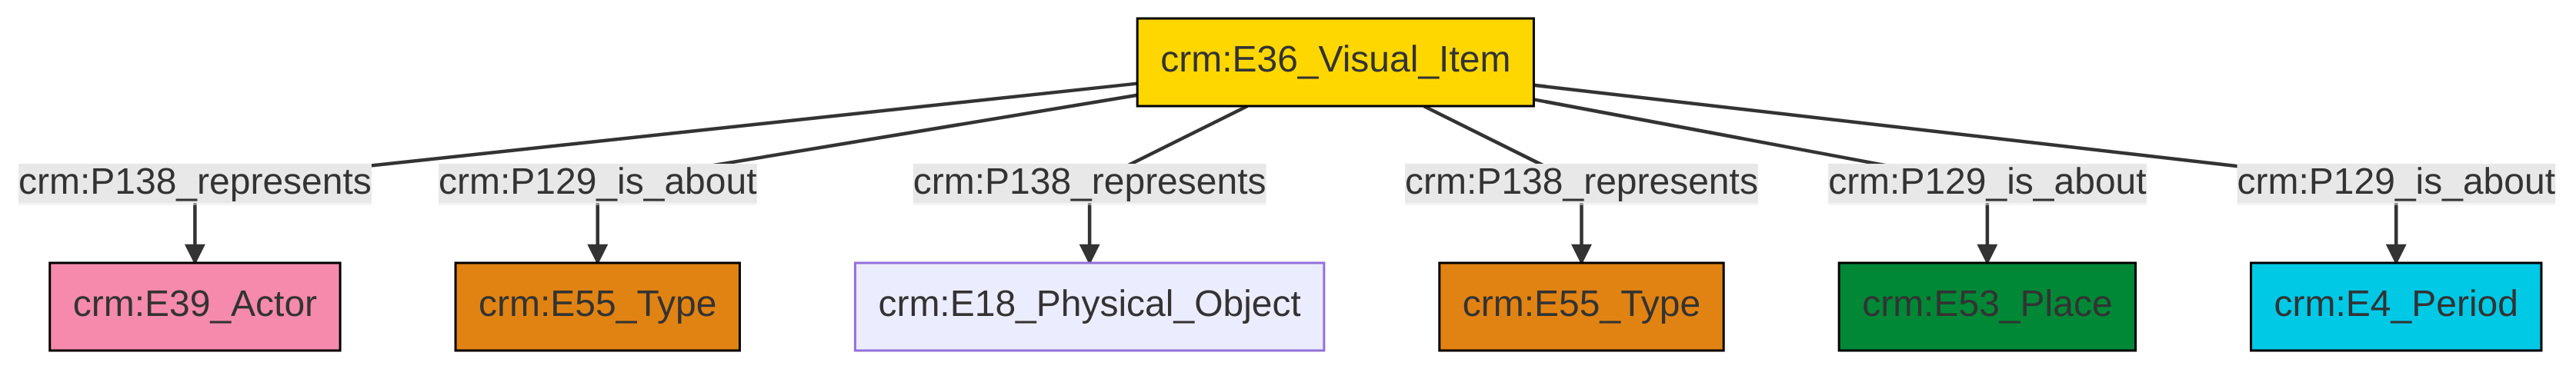 crm:E36_Visual_Item
crm:P138_represents
crm:P129_is_about
crm:P138_represents
crm:P138_represents
crm:P129_is_about
crm:P129_is_about
crm:E39_Actor
crm:E55_Type
crm:E18_Physical_Object
crm:E55_Type
crm:E53_Place
crm:E4_Period